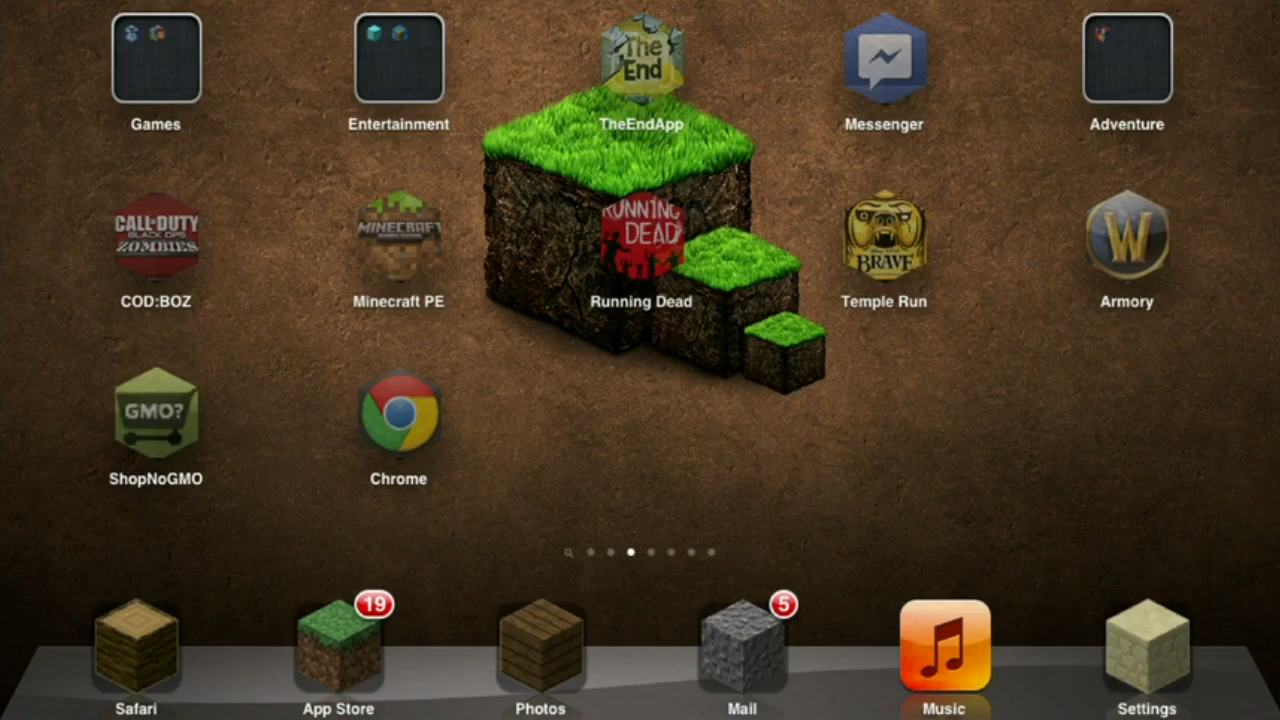 The
End
Games
Entertainment
TheEndApp
Messenger
Adventure
CALL OF DUTY
BLACK OPS
ZOMBIES
MINECRAFT
RUNNING
DEAD
BRAVE
W
COD:BOZ
Minecraft PE
Running Dead
Temple Run
Armory
GMO?
ShopNoGMO
Chrome
19
5
Safari
App Store
Photos
Mail
Music
Settings